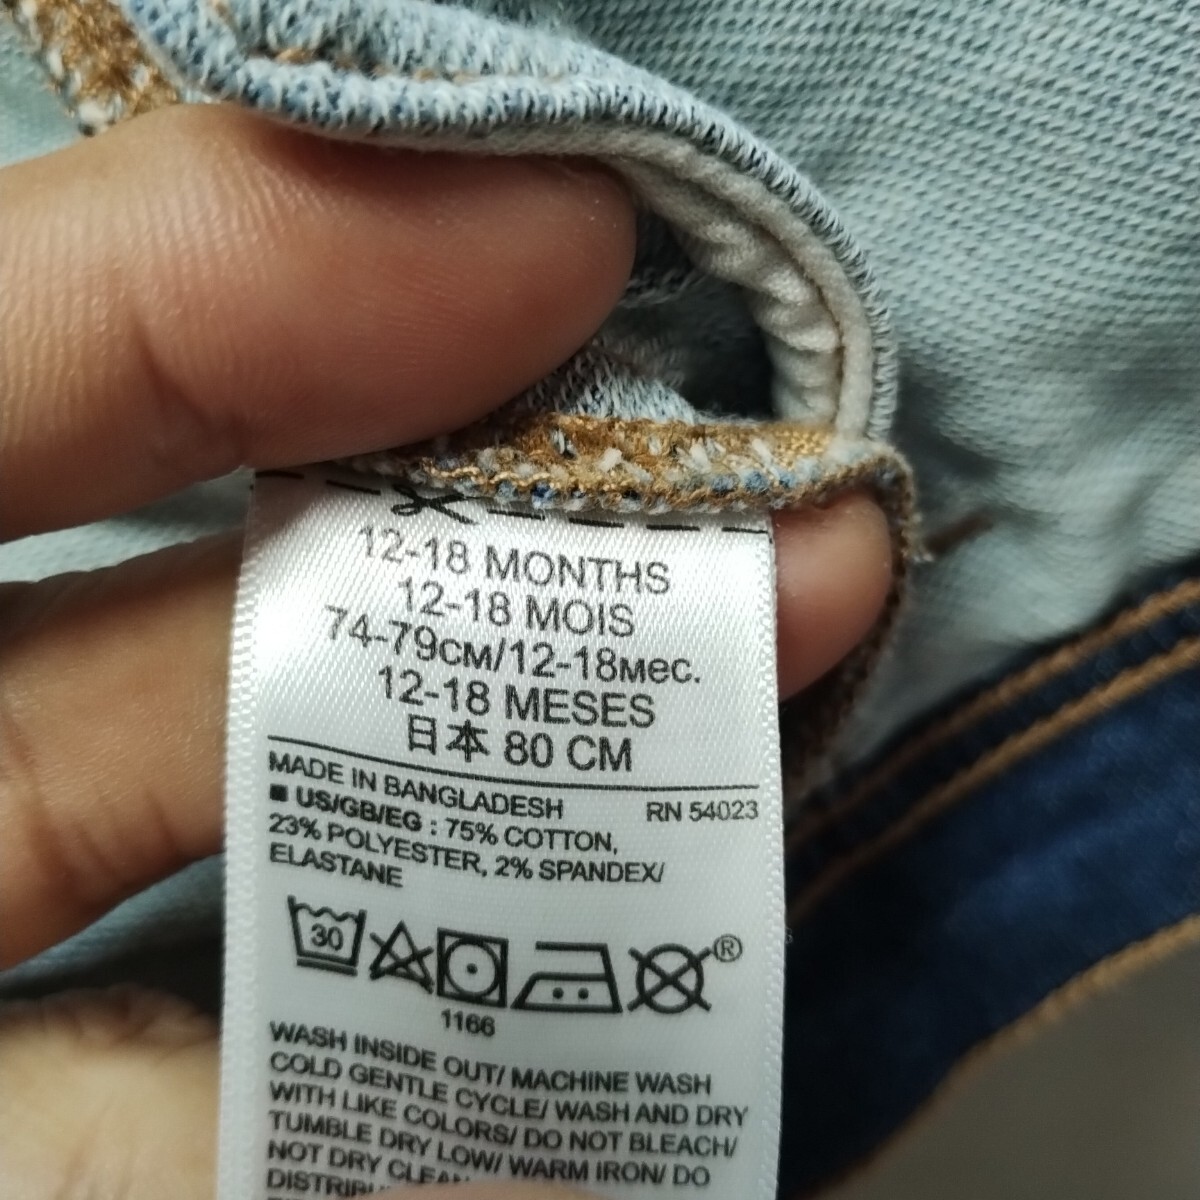 12-18 MONTHS
12-18 MOIS
74-79см/12-18мес.
12-18 MESES
日本 80 CM
MADE IN BANGLADESH RN 54023
■ US/GB/EG : 75% COTTON,
23% POLYESTER, 2% SPANDEX/
ELASTANE
30
®
1166
WASH INSIDE OUT/ MACHINE WASH
COLD GENTLE CYCLE/ WASH AND DRY
WITH LIKE COLORS/ DO NOT BLEACH/
TUMBLE DRY LOW/ WARM IRON/ DO
NOT DRY CLEAN